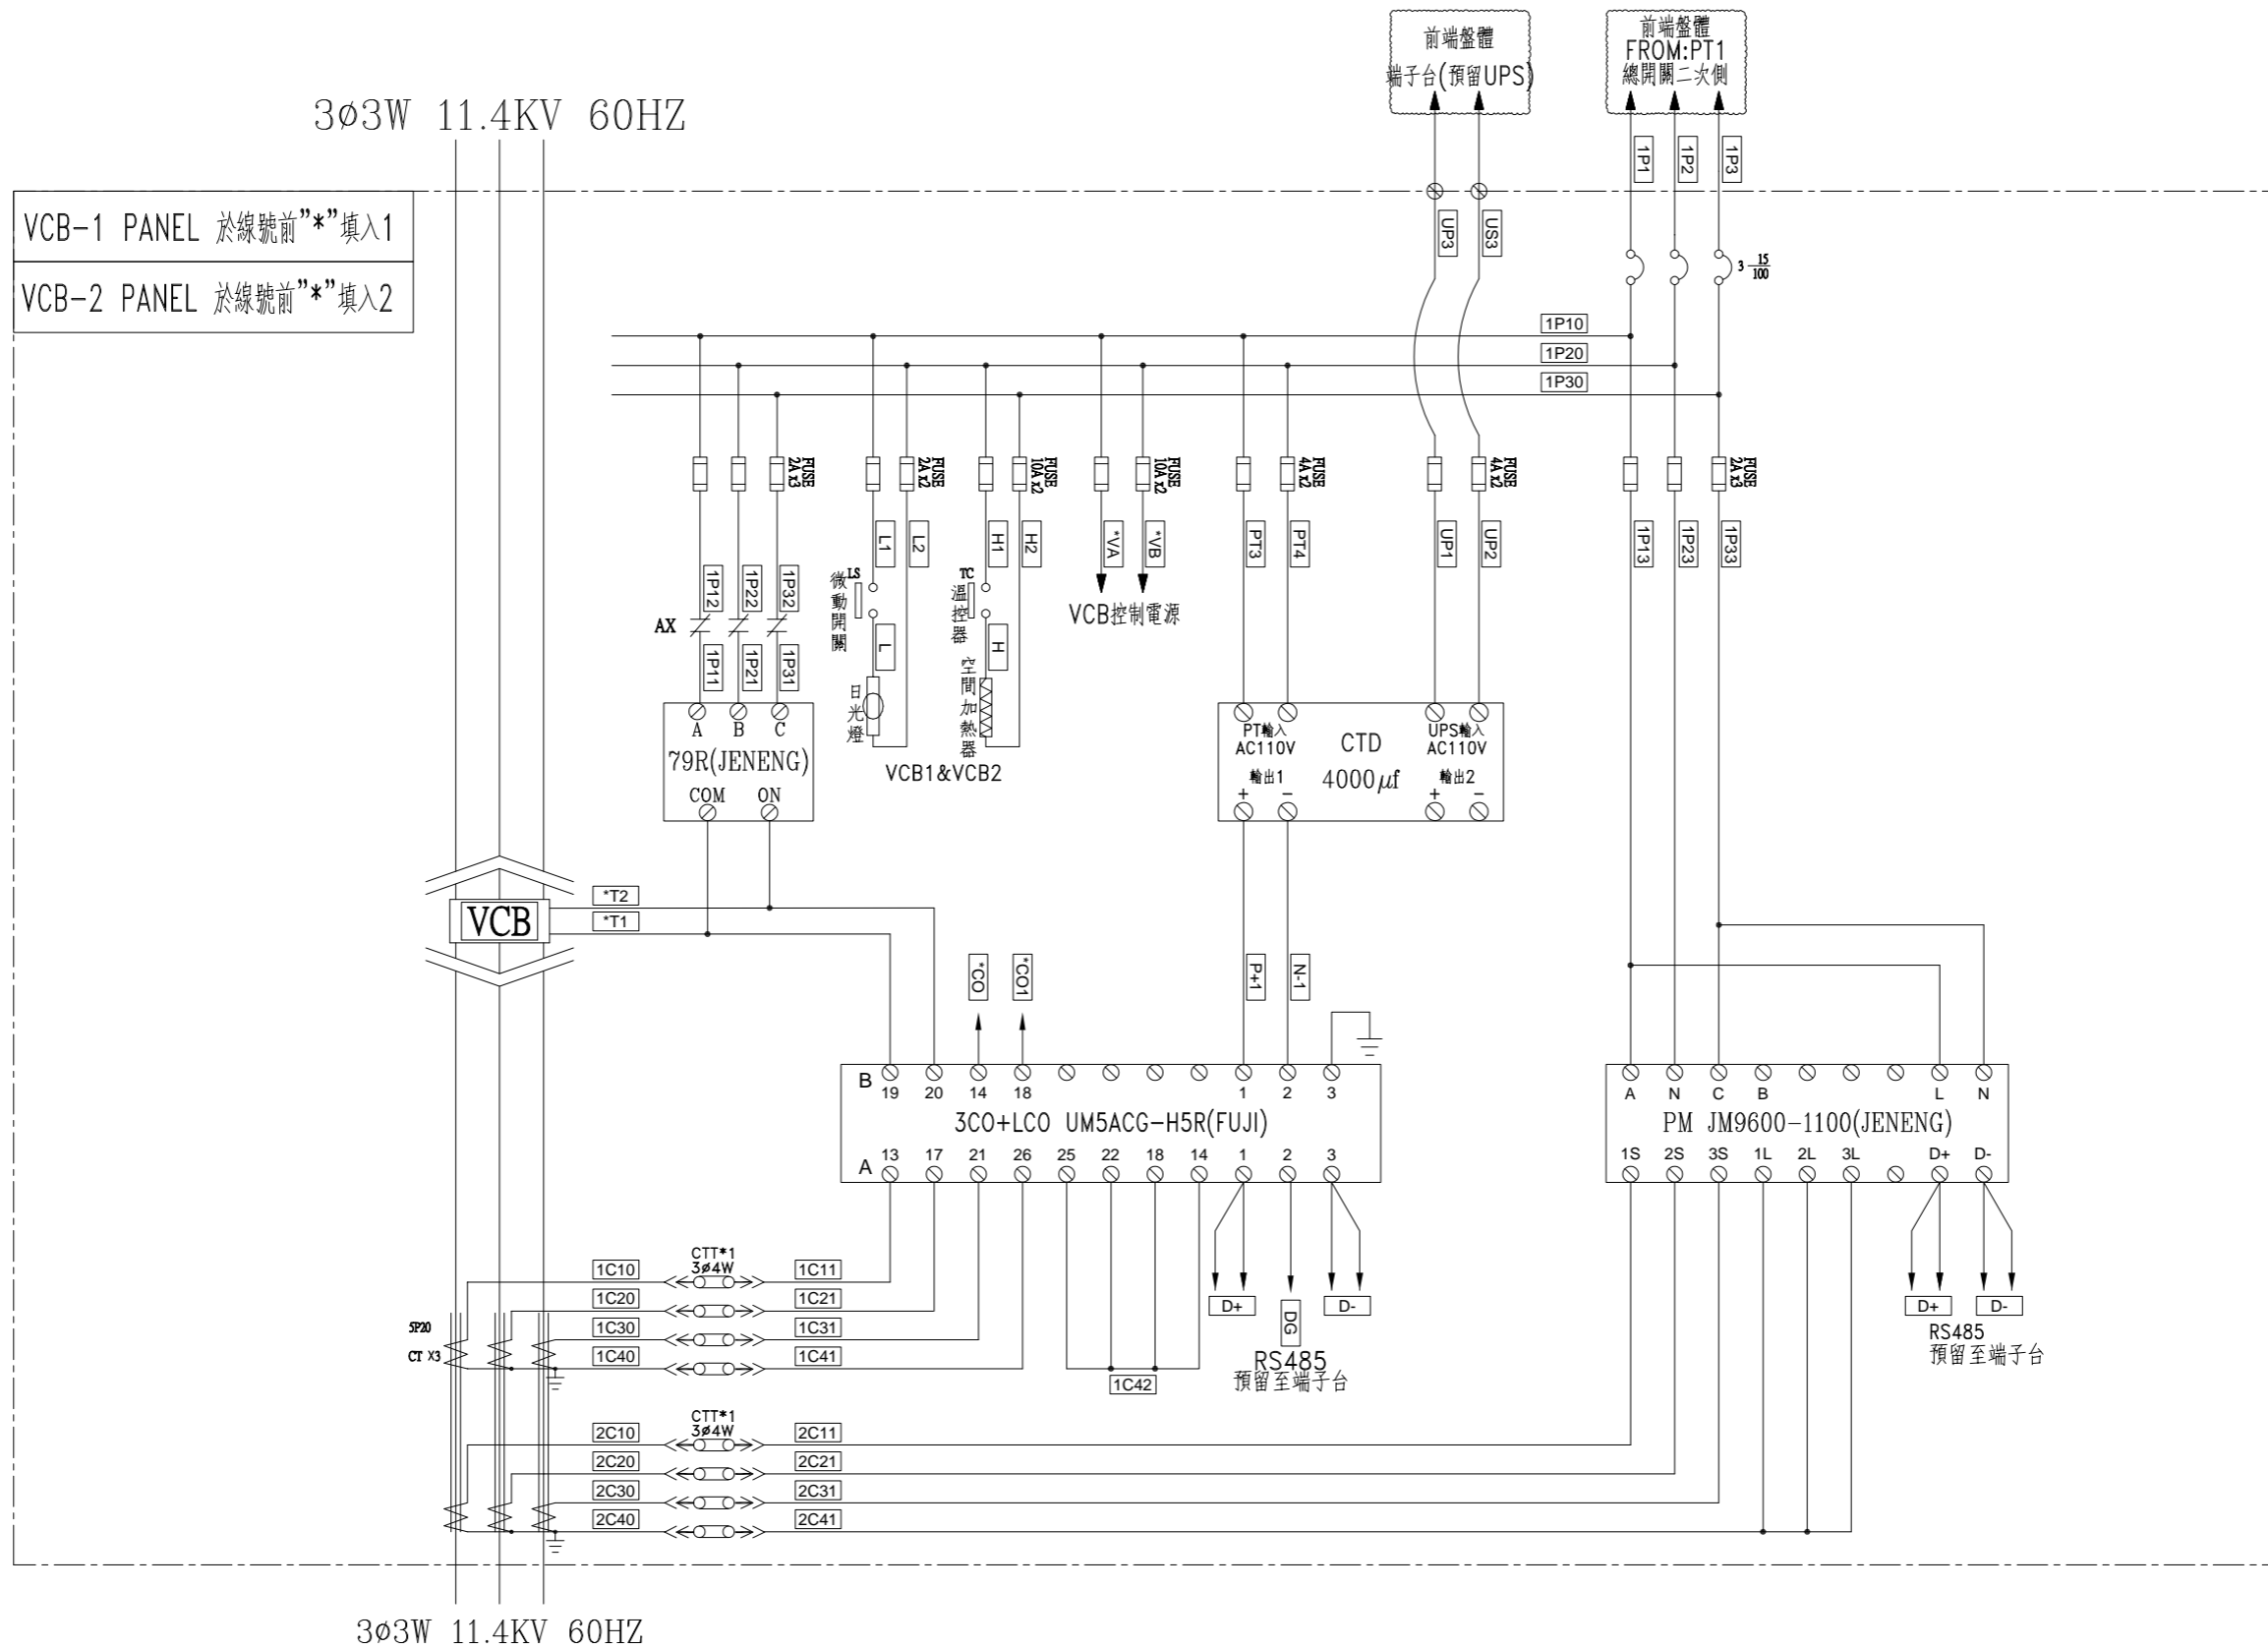 前端盤體
端子台(預留UPS)
前端盤體
FROM:PT1
總開關二次側
3ø3W 11.4KV 60HZ
1P1
1P2
1P3
VCB-1 PANEL 於線號前"*"填入1
VCB-2 PANEL 於線號前"*"填入2
UP3
US3
3 15/100
1P10
1P20
1P30
FUSE
2A x3
FUSE
2A x2
FUSE
10A x2
FUSE
10A x2
FUSE
4A x2
FUSE
4A x2
FUSE
2A x3
L1
L2
H1
H2
*VA
*VB
PT3
PT4
UP1
UP2
1P13
1P23
1P33
1P12
1P22
1P32
LS
微動開關
TC
溫控器
VCB控制電源
AX
1P11
1P21
1P31
L
H
日光燈
空間加熱器
VCB1&VCB2
A B C
79R(JENENG)
COM ON
PT輸入
AC110V
CTD
4000μf
UPS輸入
AC110V
輸出1
+ −
輸出2
+ −
*T2
*T1
VCB
*CO
*CO1
P+1
N-1
B 19 20 14 18 1 2 3
3CO+LCO UM5ACG-H5R(FUJI)
A 13 17 21 26 25 22 18 14 1 2 3
A N C B L N
PM JM9600-1100(JENENG)
1S 2S 3S 1L 2L 3L D+ D-
CTT*1
3ø4W
1C10
1C11
1C20
1C21
1C30
1C31
1C40
1C41
5P20
CT X3
1C42
D+
DG
D-
RS485
預留至端子台
D+
D-
RS485
預留至端子台
CTT*1
3ø4W
2C10
2C11
2C20
2C21
2C30
2C31
2C40
2C41
3ø3W 11.4KV 60HZ